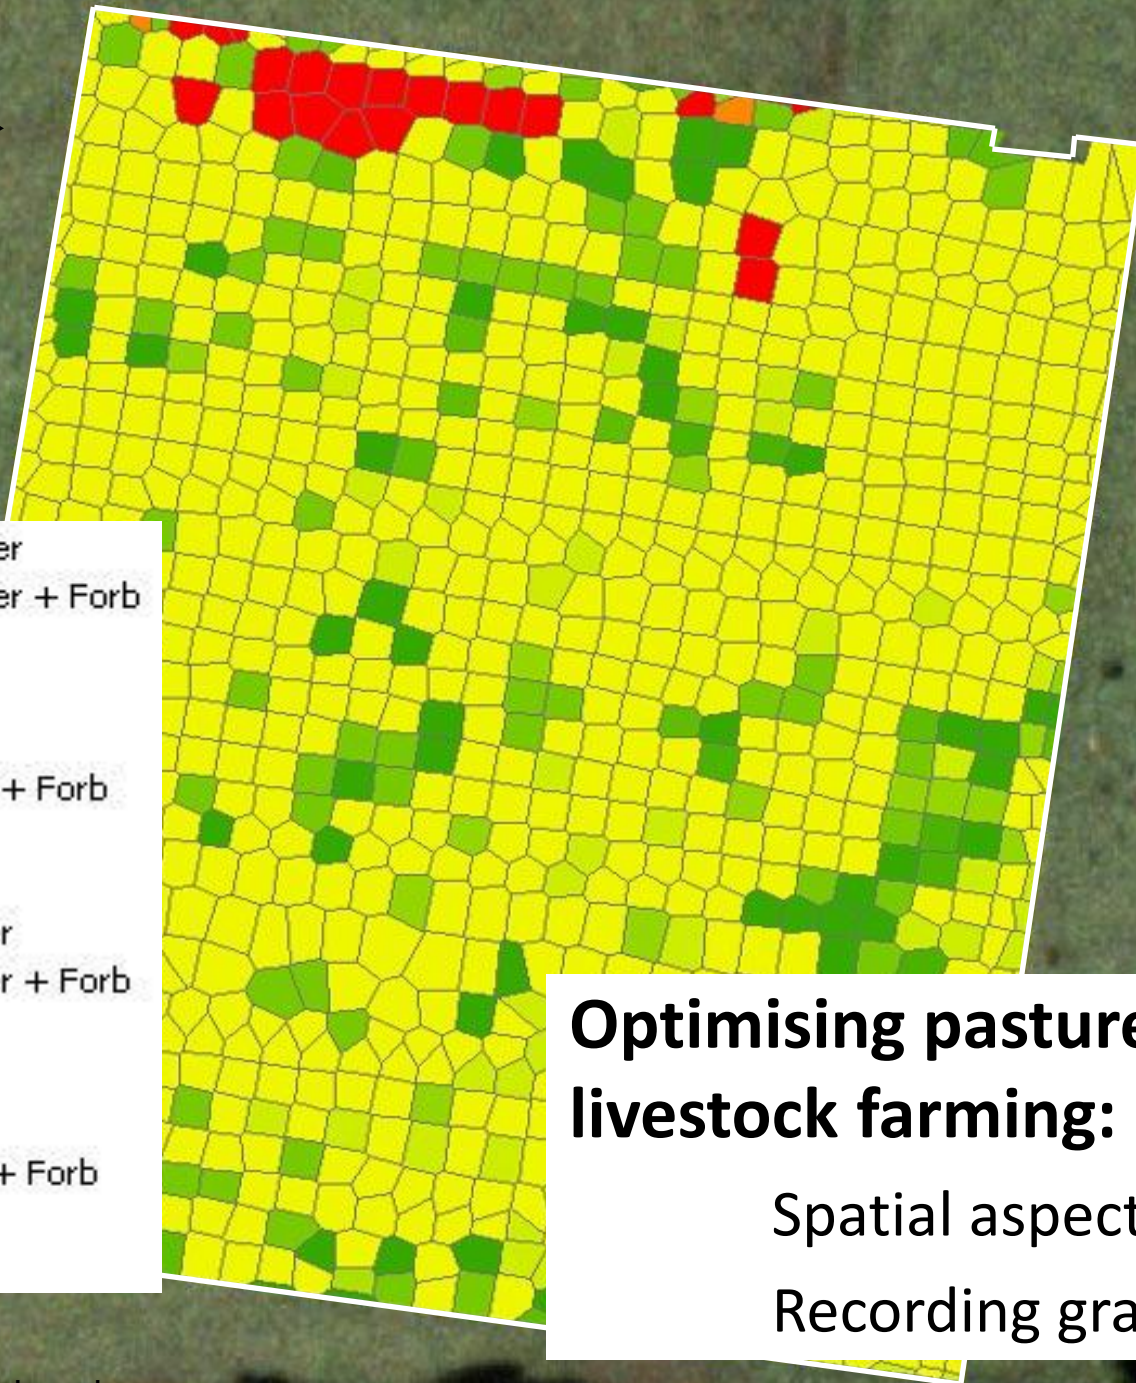 er
er + Forb
+ Forb
r
r + Forb
+ Forb
Optimising pasture
livestock farming:
Spatial aspect
Recording gra